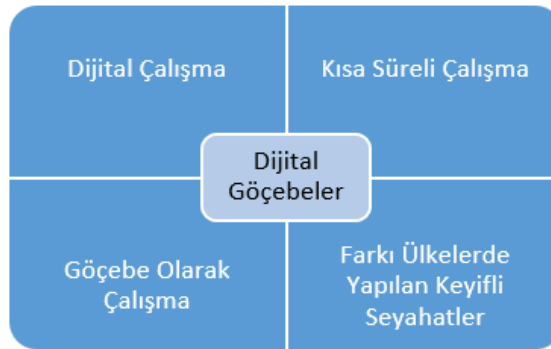 Dijital Çalışma
Kısa Süreli Çalışma
Dijital
Göçebeler
Göçebe Olarak
Çalışma
Farkı Ülkelerde
Yapılan Keyifli
Seyahatler